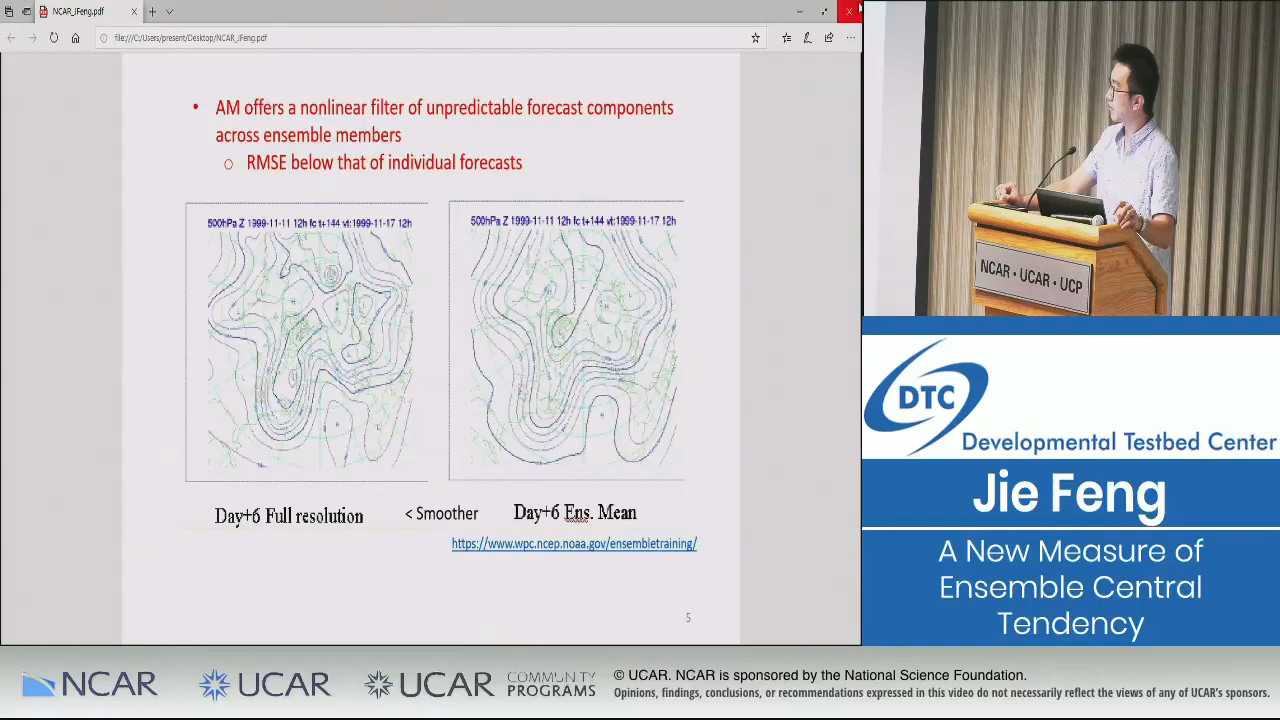 NCAR_JFeng.pdf
file:///C:/Users/present/Desktop/NCAR_JFeng.pdf
• AM offers a nonlinear filter of unpredictable forecast components
across ensemble members
o RMSE below that of individual forecasts
500hPa Z 1999-11-11 12h fc t+144 vt:1999-11-17 12h
500hPa Z 1999-11-11 12h fc t+144 vt:1999-11-17 12h
Day+6 Full resolution
< Smoother
Day+6 Ens. Mean
https://www.wpc.ncep.noaa.gov/ensembletraining/
5
NCAR • UCAR • UCP
DTC
Developmental Testbed Center
Jie Feng
A New Measure of
Ensemble Central
Tendency
NCAR
UCAR
UCAR
COMMUNITY
PROGRAMS
© UCAR. NCAR is sponsored by the National Science Foundation.
Opinions, findings, conclusions, or recommendations expressed in this video do not necessarily reflect the views of any of UCAR's sponsors.